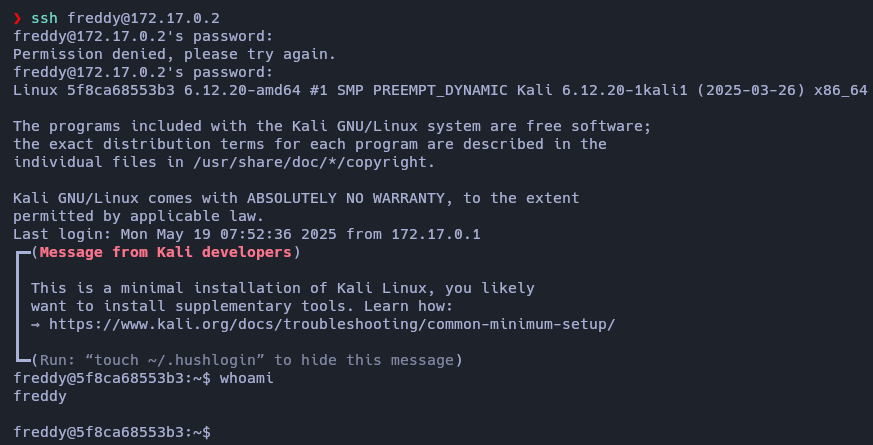 ❯ ssh freddy@172.17.0.2
freddy@172.17.0.2's password:
Permission denied, please try again.
freddy@172.17.0.2's password:
Linux 5f8ca68553b3 6.12.20-amd64 #1 SMP PREEMPT_DYNAMIC Kali 6.12.20-1kali1 (2025-03-26) x86_64
The programs included with the Kali GNU/Linux system are free software;
the exact distribution terms for each program are described in the
individual files in /usr/share/doc/*/copyright.
Kali GNU/Linux comes with ABSOLUTELY NO WARRANTY, to the extent
permitted by applicable law.
Last login: Mon May 19 07:52:36 2025 from 172.17.0.1
(Message from Kali developers)
This is a minimal installation of Kali Linux, you likely
want to install supplementary tools. Learn how:
→ https://www.kali.org/docs/troubleshooting/common-minimum-setup/
(Run: “touch ~/.hushlogin” to hide this message)
freddy@5f8ca68553b3:~$ whoami
freddy
freddy@5f8ca68553b3:~$